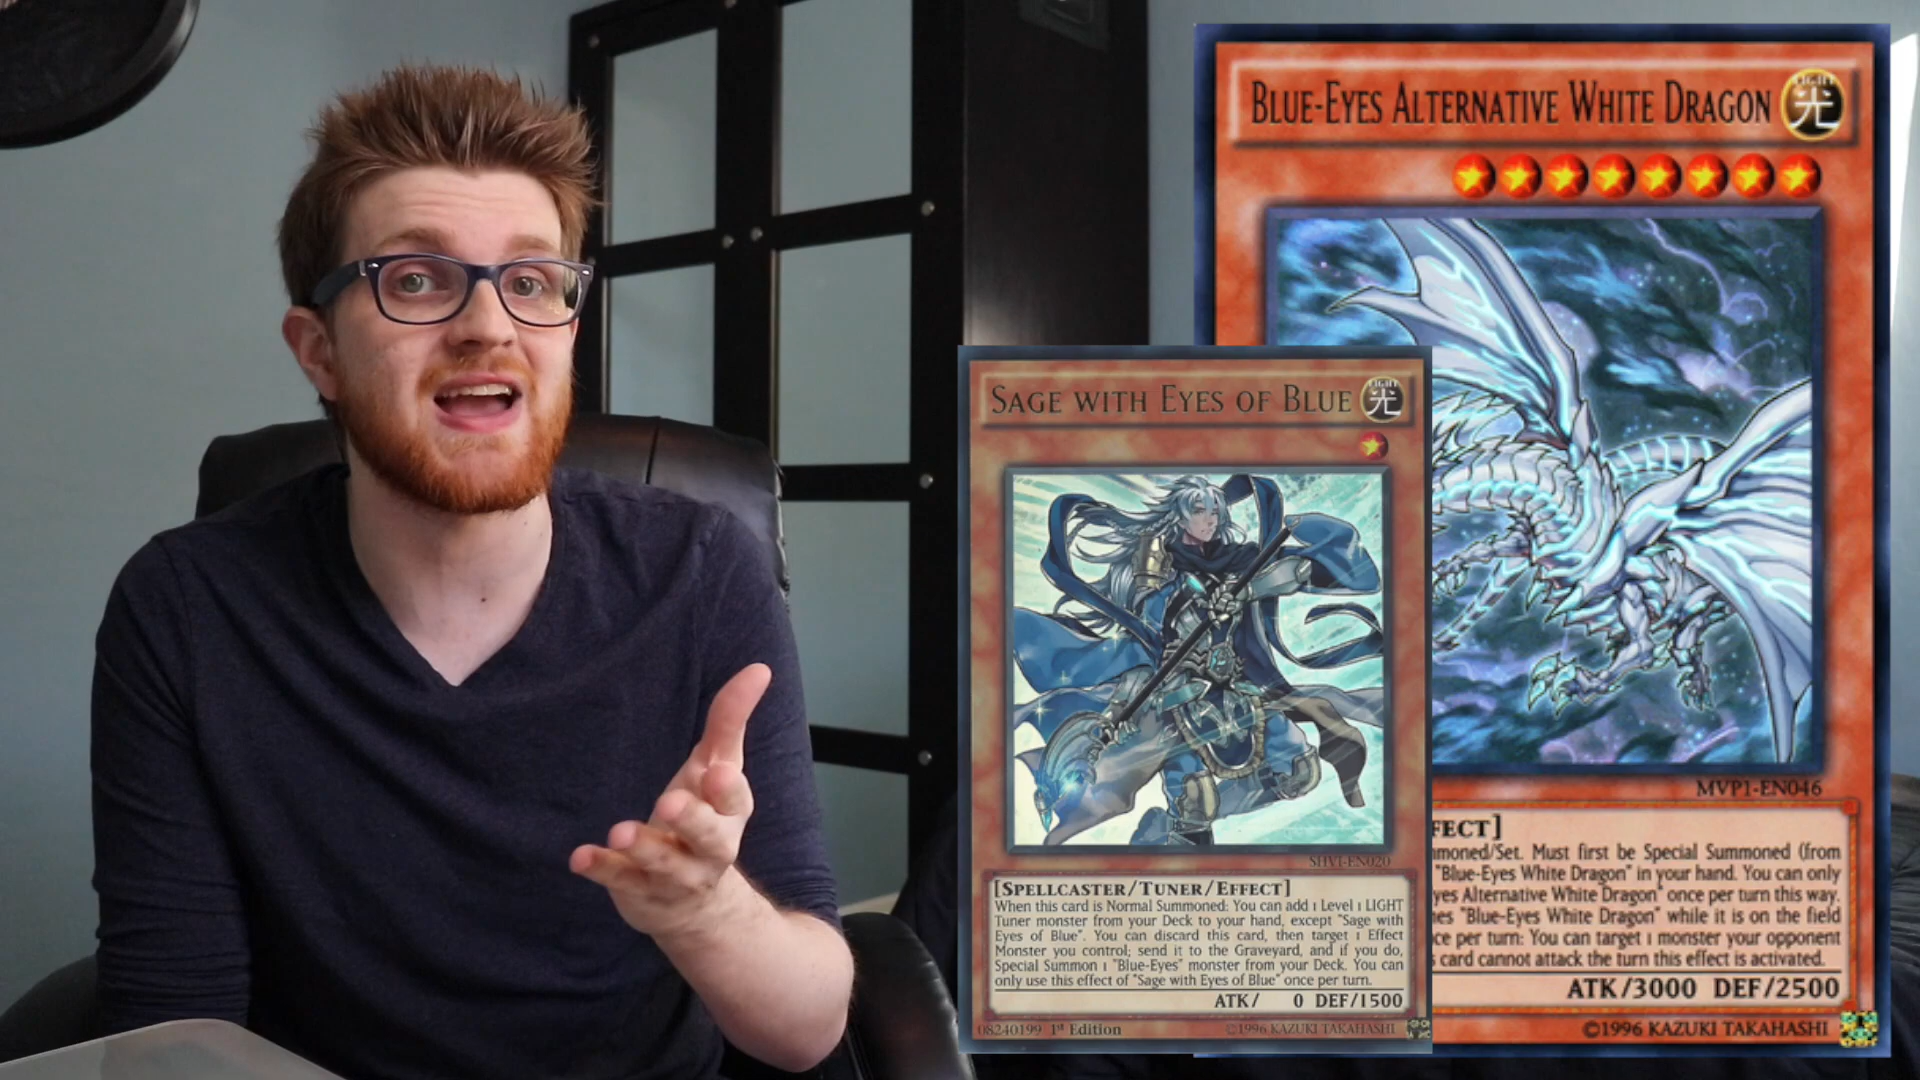 BLUE-EYES ALTERNATIVE WHITE DRAGON
LIGHT
光
MVP1-EN046
FECT]
mmoned/Set. Must first be Special Summoned (from
"Blue-Eyes White Dragon" in your hand. You can only
yes Alternative White Dragon" once per turn this way.
es "Blue-Eyes White Dragon" while it is on the field
ce per turn: You can target 1 monster your opponent
s card cannot attack the turn this effect is activated.
ATK/3000 DEF/2500
©1996 KAZUKI TAKAHASHI
SAGE WITH EYES OF BLUE
LIGHT
光
SHVI-EN020
[SPELLCASTER/TUNER/EFFECT]
When this card is Normal Summoned: You can add 1 Level 1 LIGHT
Tuner monster from your Deck to your hand, except "Sage with
Eyes of Blue". You can discard this card, then target 1 Effect
Monster you control; send it to the Graveyard, and if you do,
Special Summon 1 "Blue-Eyes" monster from your Deck. You can
only use this effect of "Sage with Eyes of Blue" once per turn.
ATK/ 0 DEF/1500
08240199 1st Edition ©1996 KAZUKI TAKAHASHI